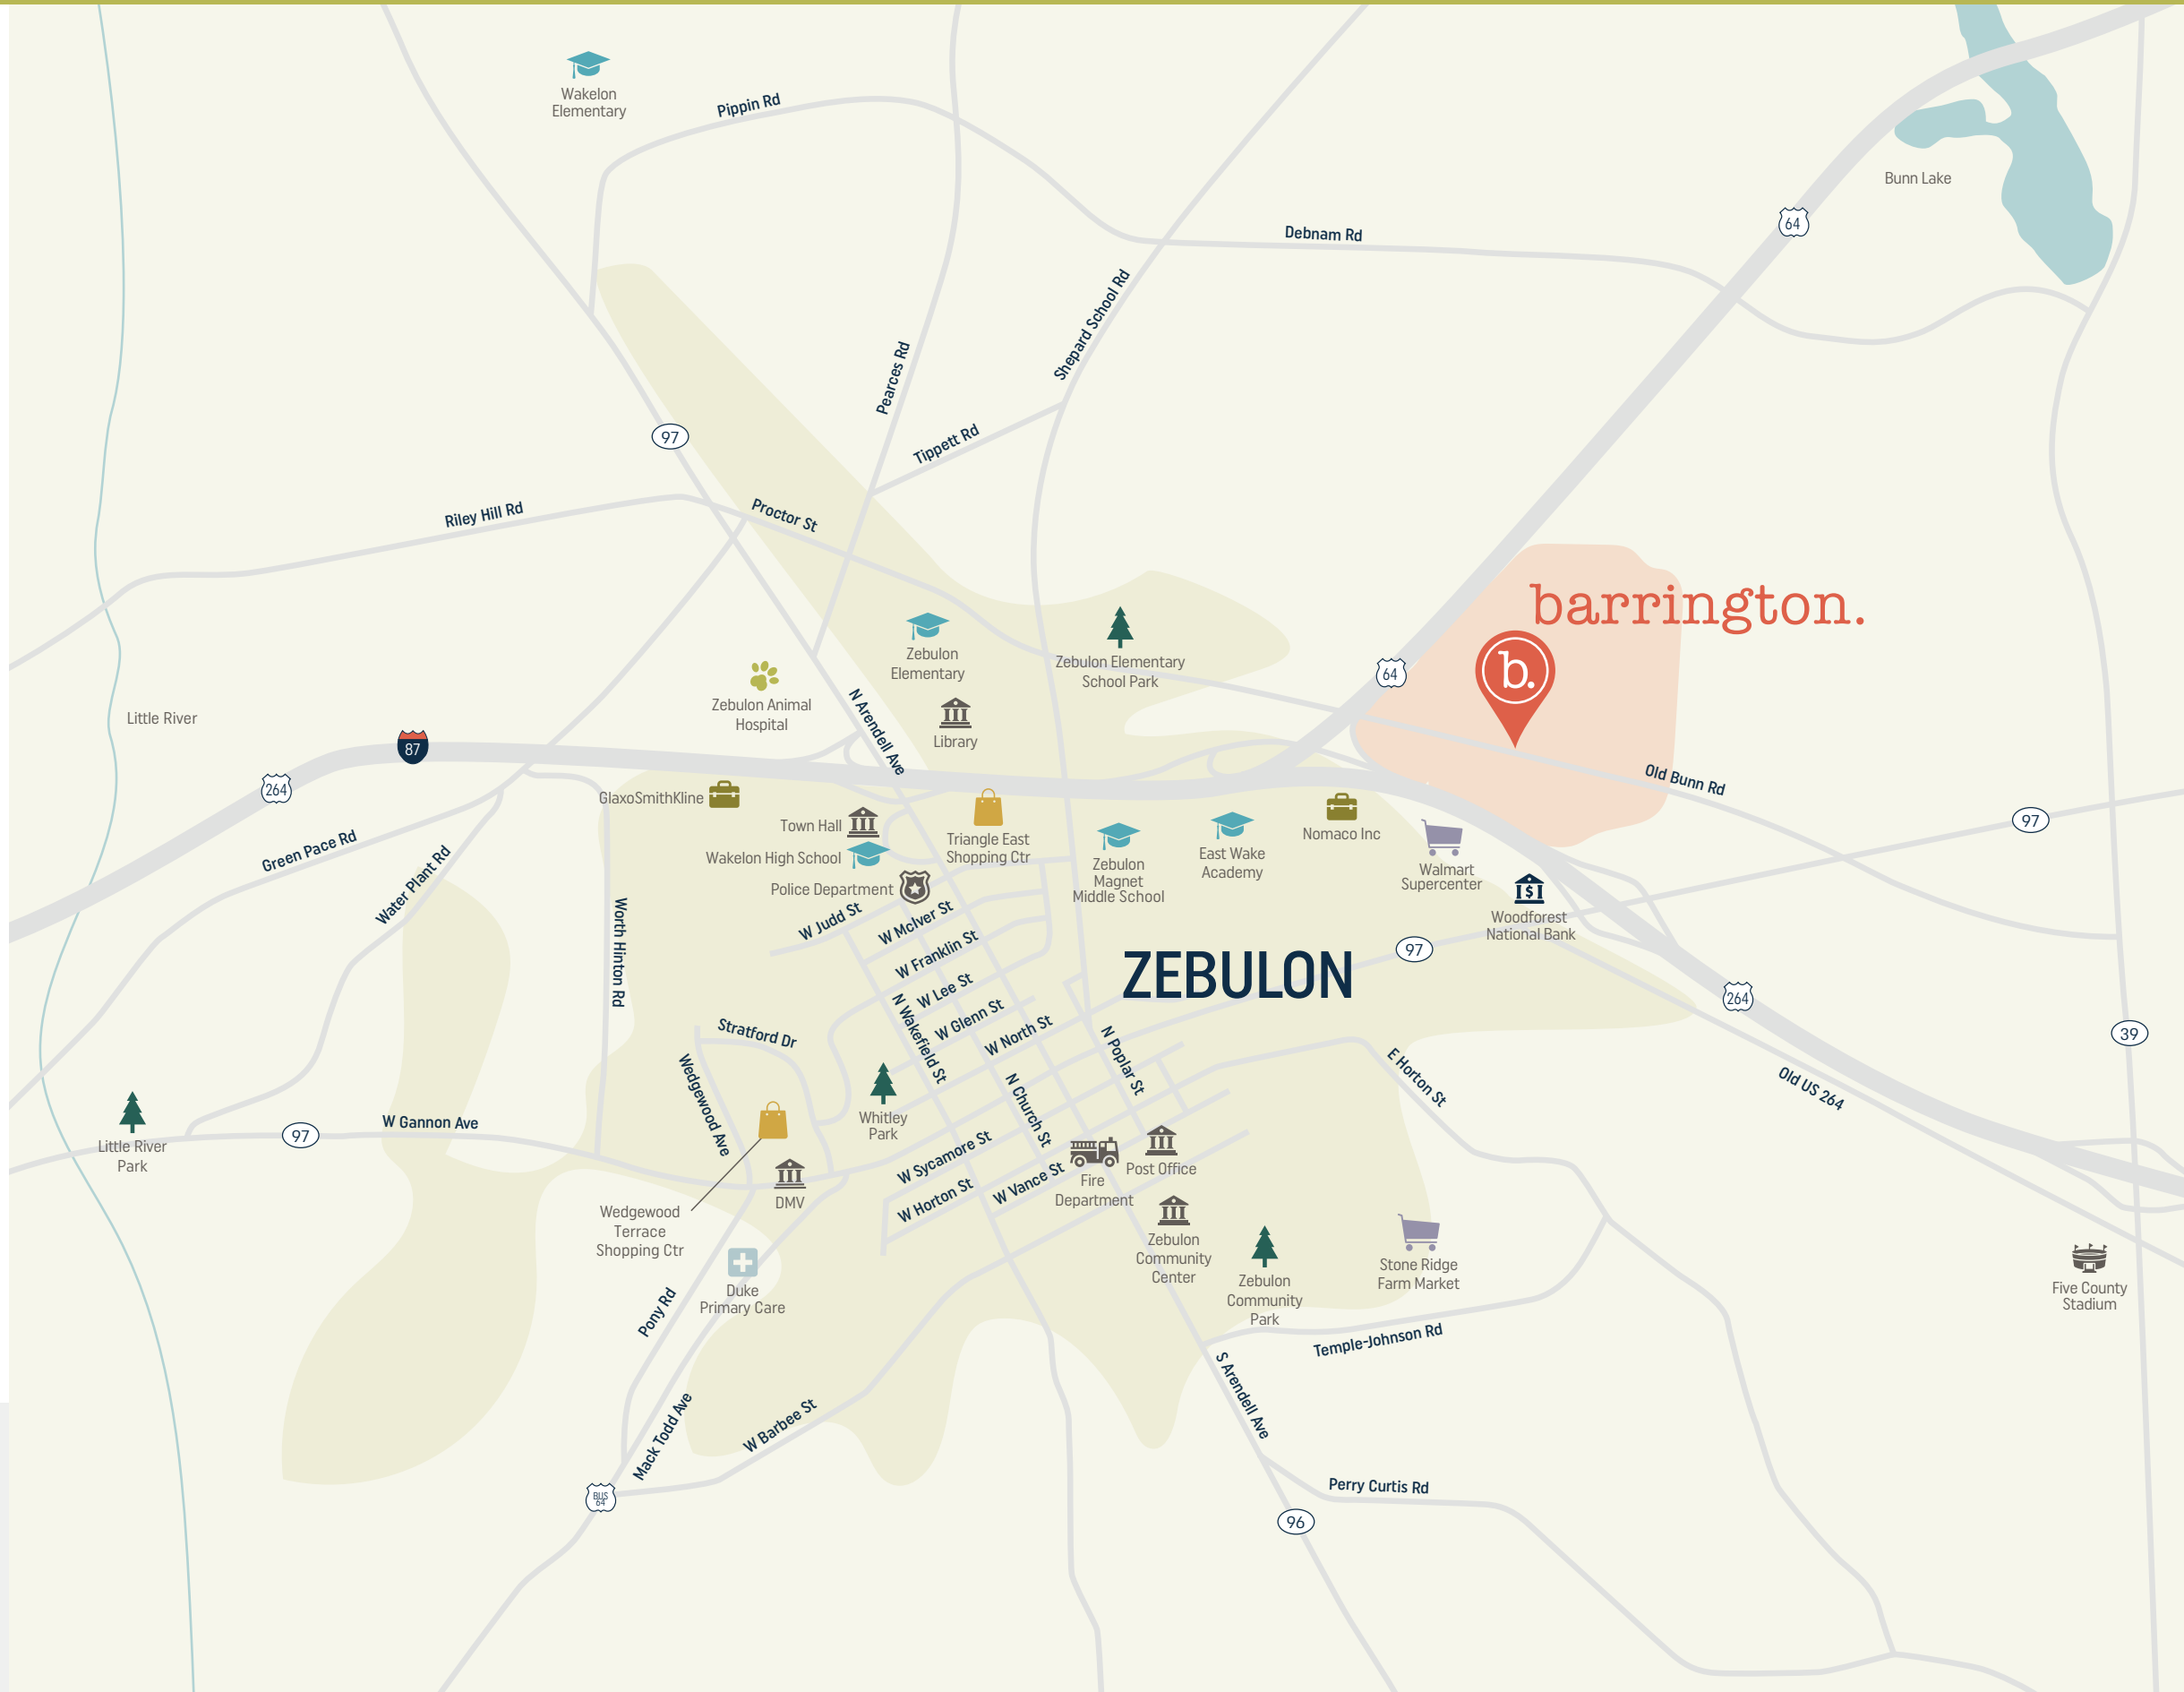 Wakelon
Elementary
Pippin Rd
Bunn Lake
64
Debnam Rd
Shepard School Rd
Pearces Rd
97
Tippett Rd
Riley Hill Rd
Proctor St
barrington.
b.
64
Zebulon
Elementary
Zebulon Elementary
School Park
Zebulon Animal
Hospital
N Arendell Ave
Library
Little River
87
264
Old Bunn Rd
97
GlaxoSmithKline
Town Hall
Triangle East
Shopping Ctr
Wakelon High School
Police Department
Zebulon
Magnet
Middle School
East Wake
Academy
Nomaco Inc
Walmart
Supercenter
Woodforest
National Bank
Green Pace Rd
Water Plant Rd
Worth Hinton Rd
W Judd St
W McIver St
W Franklin St
W Lee St
W Glenn St
W North St
N Wakefield St
ZEBULON
97
264
39
Stratford Dr
Wedgewood Ave
N Poplar St
N Church St
E Horton St
Old US 264
Little River
Park
97
W Gannon Ave
Whitley
Park
W Sycamore St
W Horton St
W Vance St
Fire
Department
Post Office
DMV
Wedgewood
Terrace
Shopping Ctr
Zebulon
Community
Center
Zebulon
Community
Park
Stone Ridge
Farm Market
Five County
Stadium
Duke
Primary Care
Pony Rd
Temple-Johnson Rd
S Arendell Ave
Mack Todd Ave
W Barbee St
BUS
64
Perry Curtis Rd
96